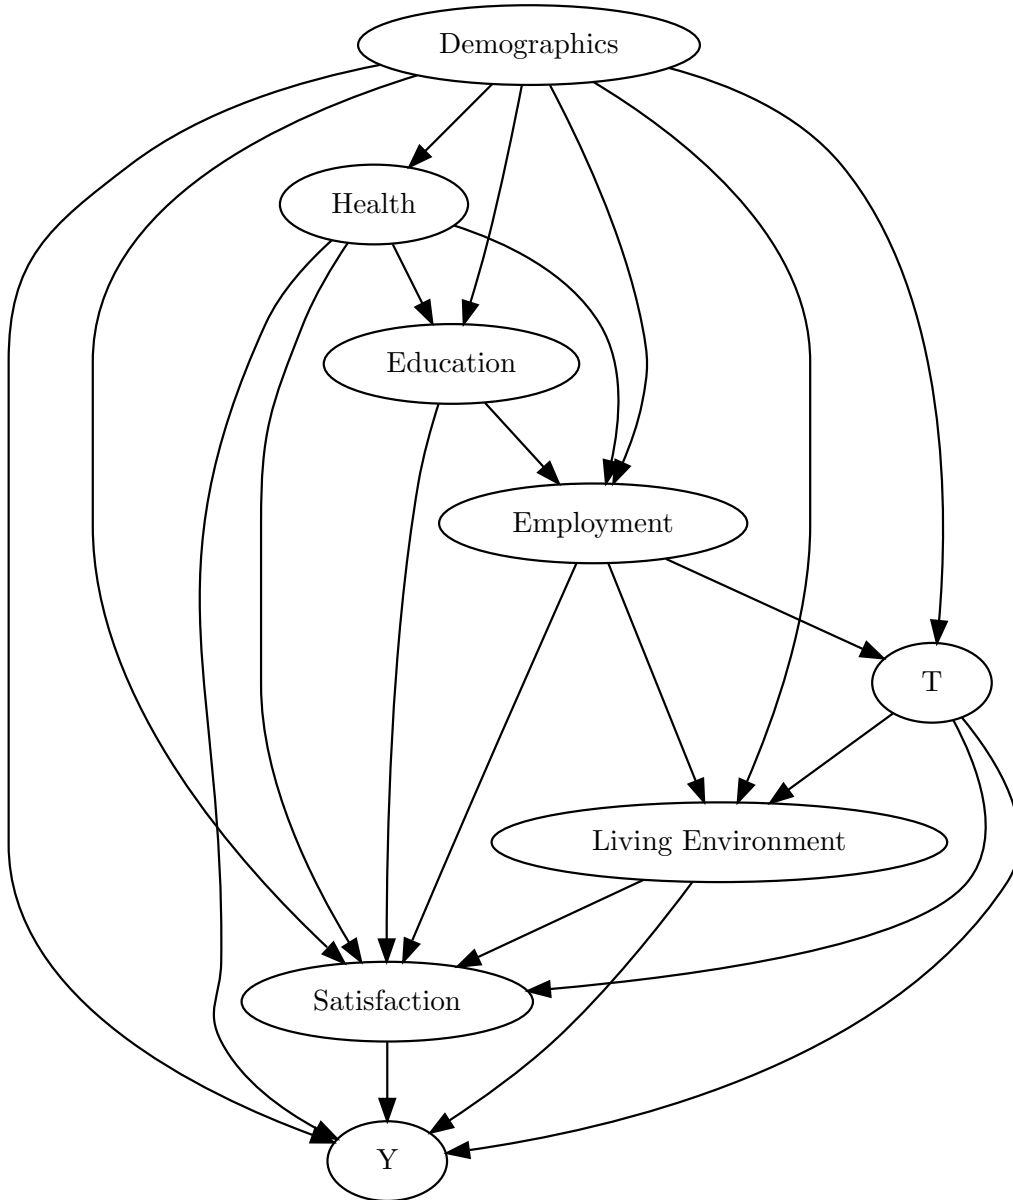 Demographics
Health
Education
Employment
T
Living Environment
Satisfaction
Y